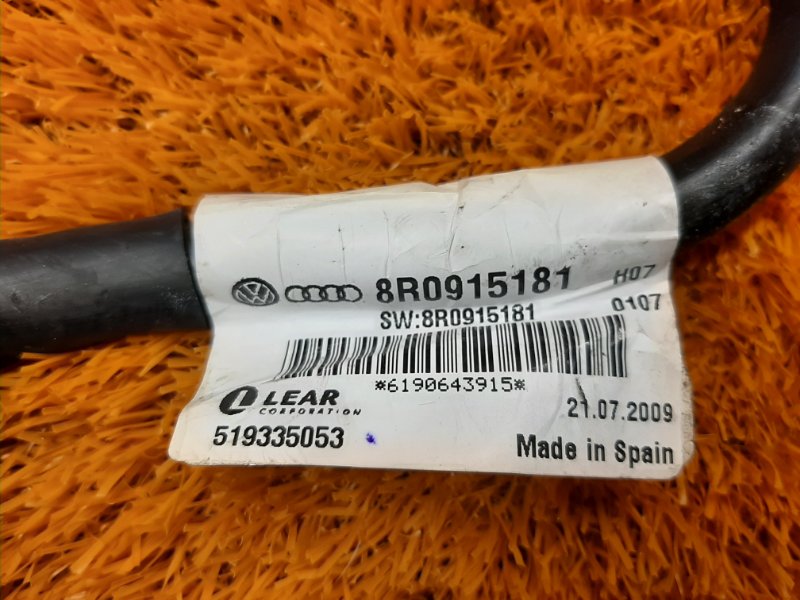 8R0915181 H07
SW:8R0915181 0107
*6190643915*
LEAR
CORPORATION
21.07.2009
519335053
Made in Spain